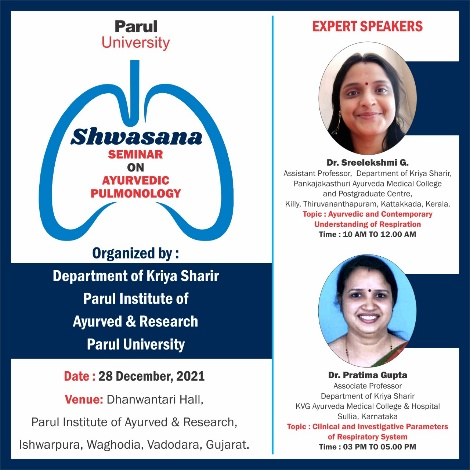 Parul
University
Shwasana
SEMINAR
ON
AYURVEDIC
PULMONOLOGY
Organized by :
Department of Kriya Sharir
Parul Institute of
Ayurved & Research
Parul University
Date : 28 December, 2021
Venue: Dhanwantari Hall,
Parul Institute of Ayurved & Research,
Ishwarpura, Waghodia, Vadodara, Gujarat.
EXPERT SPEAKERS
Dr. Sreelekshmi G.
Assistant Professor, Department of Kriya Sharir,
Pankajakasthuri Ayurveda Medical College
and Postgraduate Centre,
Killy, Thiruvananthapuram, Kattakkada, Kerala.
Topic : Ayurvedic and Contemporary
Understanding of Respiration
Time : 10 AM TO 12.00 AM
Dr. Pratima Gupta
Associate Professor
Department of Kriya Sharir
KVG Ayurveda Medical College & Hospital
Sullia, Karnataka
Topic : Clinical and Investigative Parameters
of Respiratory System
Time : 03 PM TO 05.00 PM